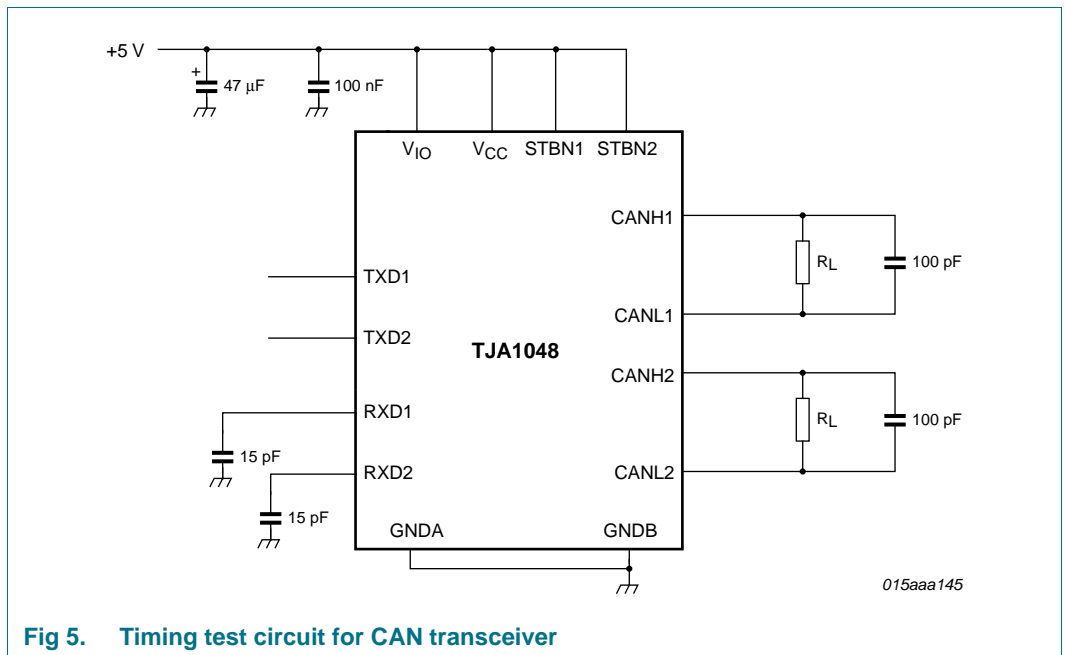 +5 V
+
47 μF
100 nF
VIO
VCC
STBN1
STBN2
CANH1
RL
100 pF
CANL1
TXD1
TXD2
TJA1048
CANH2
RL
100 pF
CANL2
RXD1
15 pF
RXD2
15 pF
GNDA
GNDB
015aaa145
Fig 5. Timing test circuit for CAN transceiver